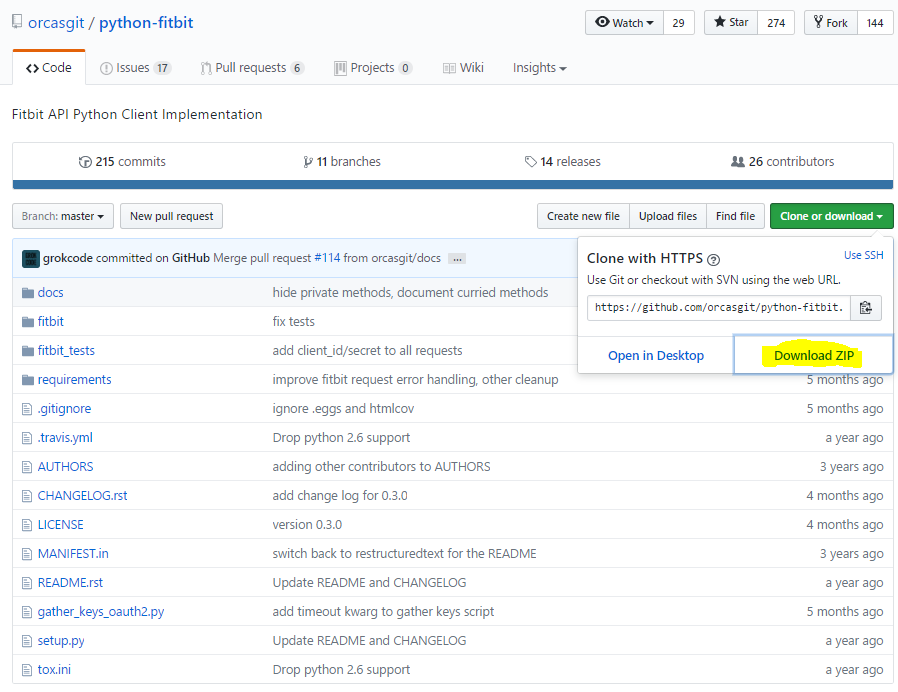 orcasgit / python-fitbit
Watch 29 Star 274 Fork 144
Code Issues 17 Pull requests 6 Projects 0 Wiki Insights
Fitbit API Python Client Implementation
215 commits 11 branches 14 releases 26 contributors
Branch: master New pull request Create new file Upload files Find file Clone or download
grokcode committed on GitHub Merge pull request #114 from orcasgit/docs ...
Clone with HTTPS ? Use SSH
Use Git or checkout with SVN using the web URL.
https://github.com/orcasgit/python-fitbit.
Open in Desktop Download ZIP
docs hide private methods, document curried methods
fitbit fix tests
fitbit_tests add client_id/secret to all requests
requirements improve fitbit request error handling, other cleanup 5 months ago
.gitignore ignore .eggs and htmlcov 5 months ago
.travis.yml Drop python 2.6 support a year ago
AUTHORS adding other contributors to AUTHORS 3 years ago
CHANGELOG.rst add change log for 0.3.0 4 months ago
LICENSE version 0.3.0 4 months ago
MANIFEST.in switch back to restructuredtext for the README 3 years ago
README.rst Update README and CHANGELOG a year ago
gather_keys_oauth2.py add timeout kwarg to gather keys script 5 months ago
setup.py Update README and CHANGELOG a year ago
tox.ini Drop python 2.6 support a year ago